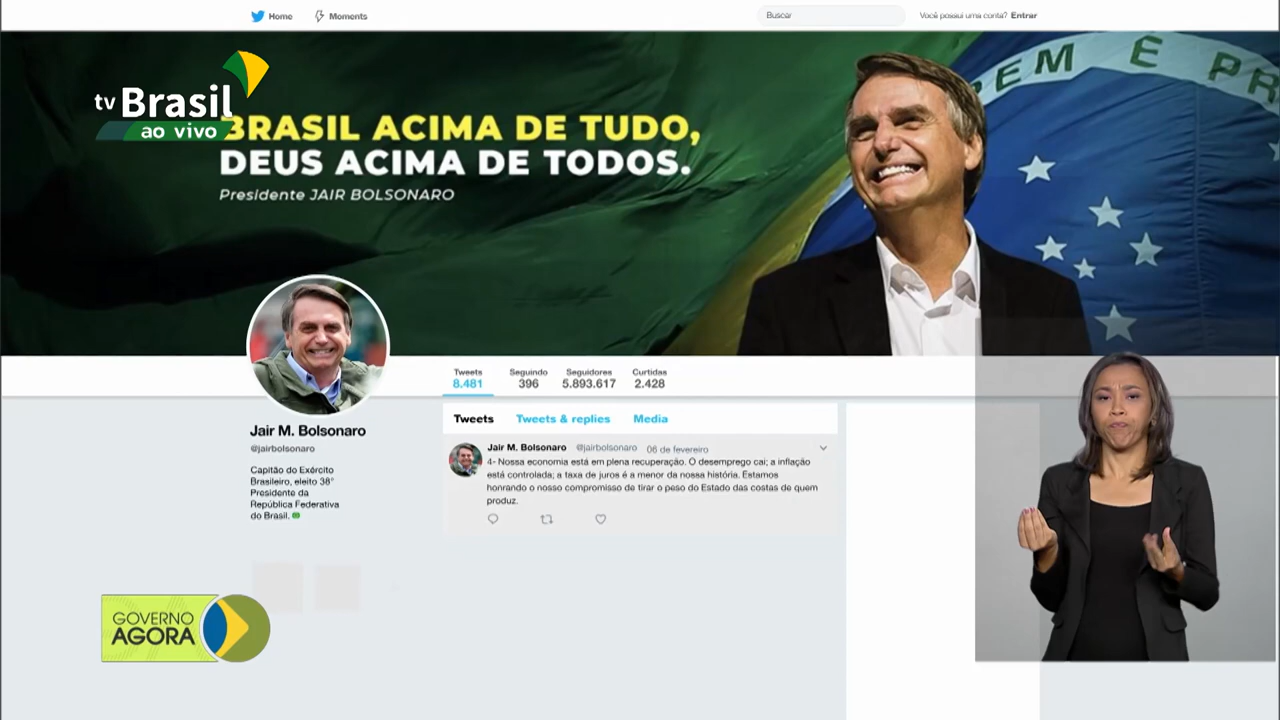 Home
Moments
Buscar
Você possui uma conta? Entrar
EM É PR
tv Brasil
ao vivo
BRASIL ACIMA DE TUDO,
DEUS ACIMA DE TODOS.
Presidente JAIR BOLSONARO
Tweets Seguindo Seguidores Curtidas
8.481 396 5.893.617 2.428
Jair M. Bolsonaro
@jairbolsonaro
Capitão do Exército
Brasileiro, eleito 38°
Presidente da
República Federativa
do Brasil.
Tweets Tweets & replies Media
Jair M. Bolsonaro @jairbolsonaro 06 de fevereiro
4- Nossa economia está em plena recuperação. O desemprego cai; a inflação
está controlada; a taxa de juros é a menor da nossa história. Estamos
honrando o nosso compromisso de tirar o peso do Estado das costas de quem
produz.
GOVERNO
AGORA